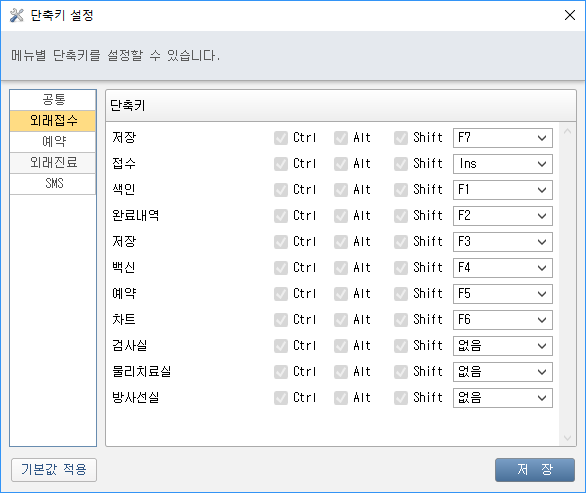 단축키 설정
메뉴별 단축키를 설정할 수 있습니다.
공통
외래접수
예약
외래진료
SMS
단축키
저장 Ctrl Alt Shift F7
접수 Ctrl Alt Shift Ins
색인 Ctrl Alt Shift F1
완료내역 Ctrl Alt Shift F2
저장 Ctrl Alt Shift F3
백신 Ctrl Alt Shift F4
예약 Ctrl Alt Shift F5
차트 Ctrl Alt Shift F6
검사실 Ctrl Alt Shift 없음
물리치료실 Ctrl Alt Shift 없음
방사선실 Ctrl Alt Shift 없음
기본값 적용
저 장